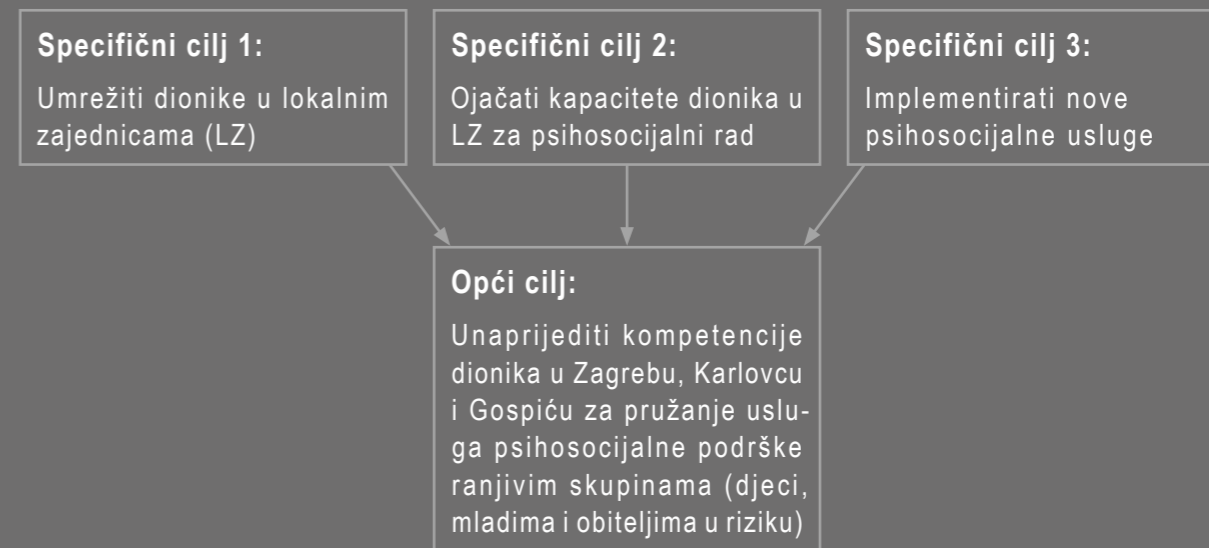 Specifični cilj 1:
Umrežiti dionike u lokalnim
zajednicama (LZ)
Specifični cilj 2:
Ojačati kapacitete dionika u
LZ za psihosocijalni rad
Specifični cilj 3:
Implementirati nove
psihosocijalne usluge
Opći cilj:
Unaprijediti kompetencije
dionika u Zagrebu, Karlovcu
i Gospiću za pružanje uslu-
ga psihosocijalne podrške
ranjivim skupinama (djeci,
mladima i obiteljima u riziku)